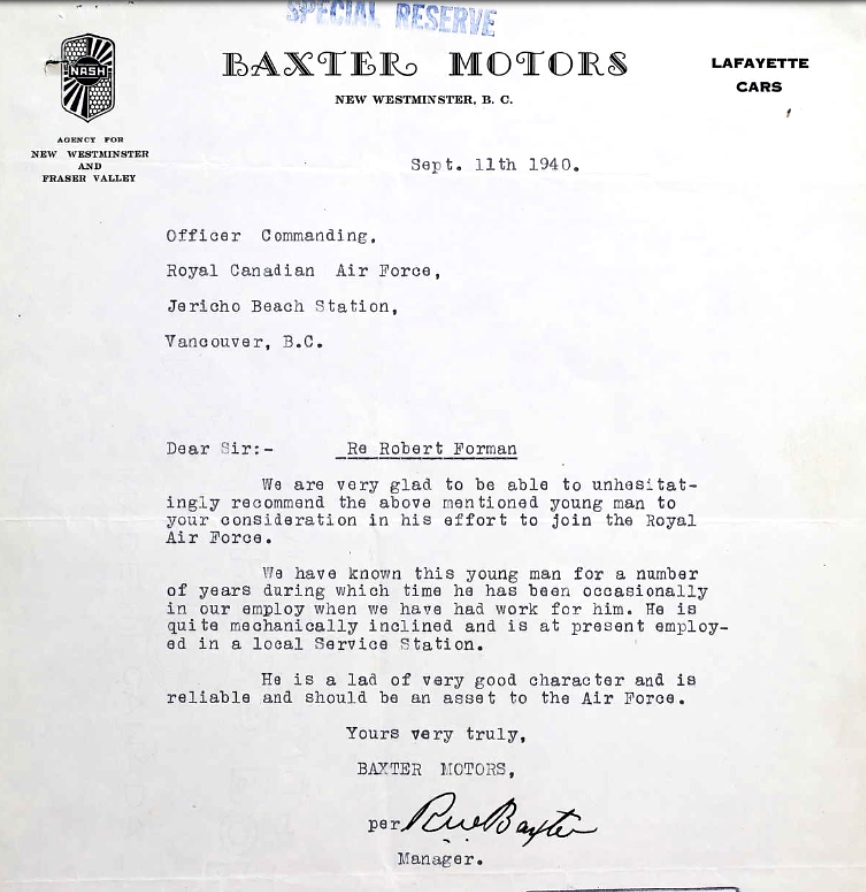 SPECIAL RESERVE
NASH
BAXTER MOTORS
NEW WESTMINSTER, B. C.
LAFAYETTE
CARS
AGENCY FOR
NEW WESTMINSTER
AND
FRASER VALLEY
Sept. 11th 1940.
Officer Commanding,
Royal Canadian Air Force,
Jericho Beach Station,
Vancouver, B.C.
Dear Sir:- Re Robert Forman
We are very glad to be able to unhesitat-
ingly recommend the above mentioned young man to
your consideration in his effort to join the Royal
Air Force.
We have known this young man for a number
of years during which time he has been occasionally
in our employ when we have had work for him. He is
quite mechanically inclined and is at present employ-
ed in a local Service Station.
He is a lad of very good character and is
reliable and should be an asset to the Air Force.
Yours very truly,
BAXTER MOTORS,
per Baxter
Manager.